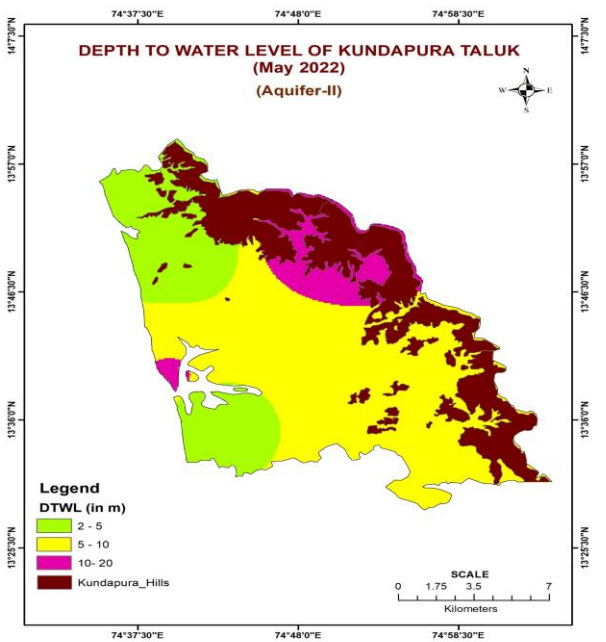 74°37'30"E 74°48'0"E 74°58'30"E
14°7'30"N 14°7'30"N
DEPTH TO WATER LEVEL OF KUNDAPURA TALUK
(May 2022)
(Aquifer-II)
N
W E
S
13°57'0"N 13°57'0"N
13°46'30"N 13°46'30"N
13°36'0"N 13°36'0"N
13°25'30"N 13°25'30"N
Legend
DTWL (in m)
2 - 5
5 - 10
10- 20
Kundapura_Hills
SCALE
0 1.75 3.5 7
Kilometers
74°37'30"E 74°48'0"E 74°58'30"E